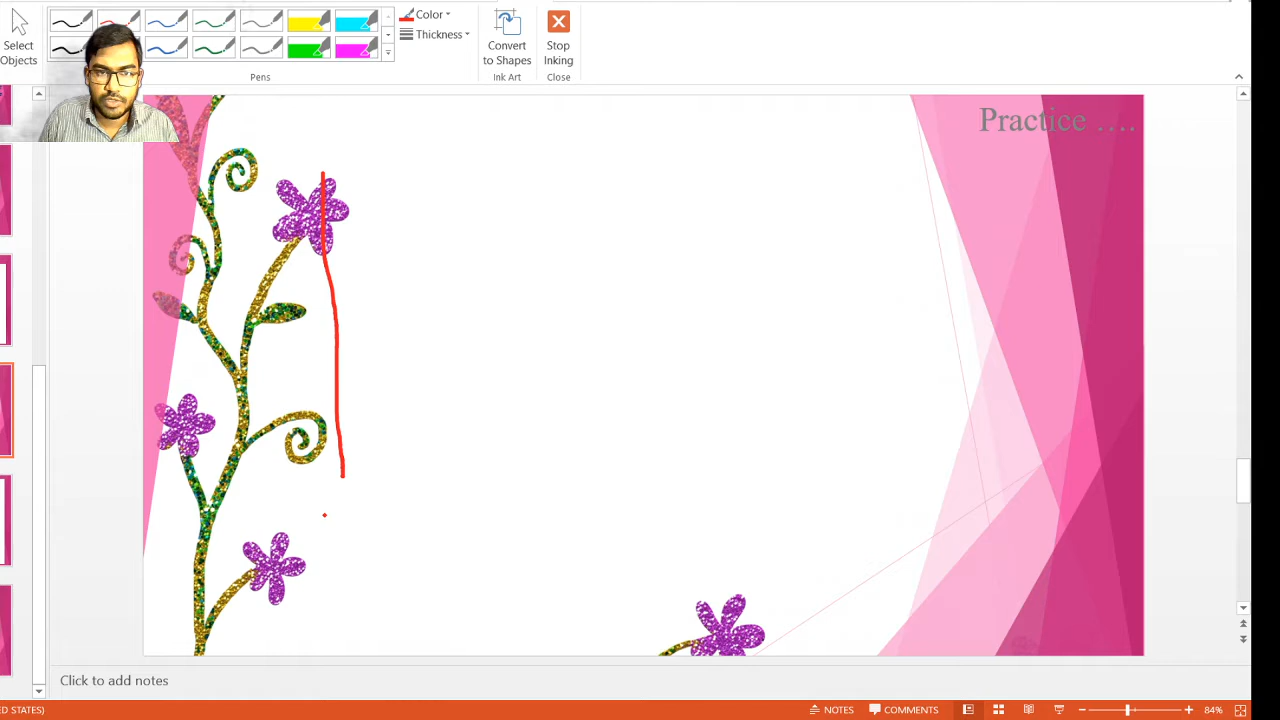 Select
Objects
Pens
Color
Thickness
Convert
to Shapes
Ink Art
Stop
Inking
Close
Practice ....
Click to add notes
D STATES)
NOTES
COMMENTS
84%